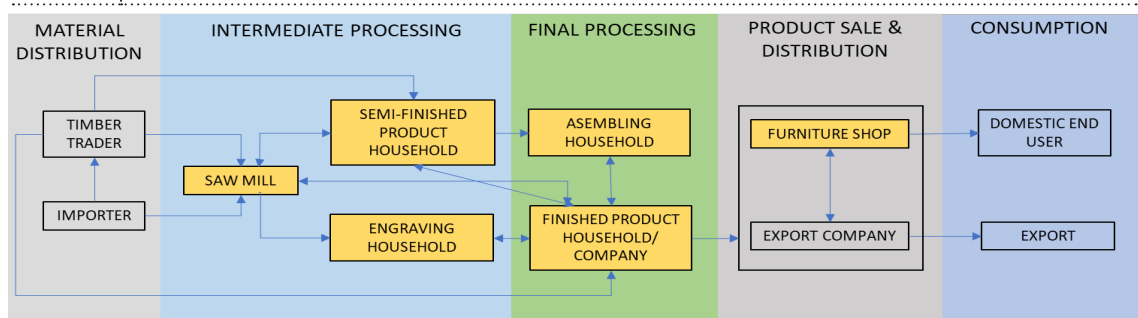 MATERIAL
DISTRIBUTION
INTERMEDIATE PROCESSING
FINAL PROCESSING
PRODUCT SALE &
DISTRIBUTION
CONSUMPTION
TIMBER
TRADER
IMPORTER
SEMI-FINISHED
PRODUCT
HOUSEHOLD
SAW MILL
ENGRAVING
HOUSEHOLD
ASEMBLING
HOUSEHOLD
FINISHED PRODUCT
HOUSEHOLD/
COMPANY
FURNITURE SHOP
EXPORT COMPANY
DOMESTIC END
USER
EXPORT